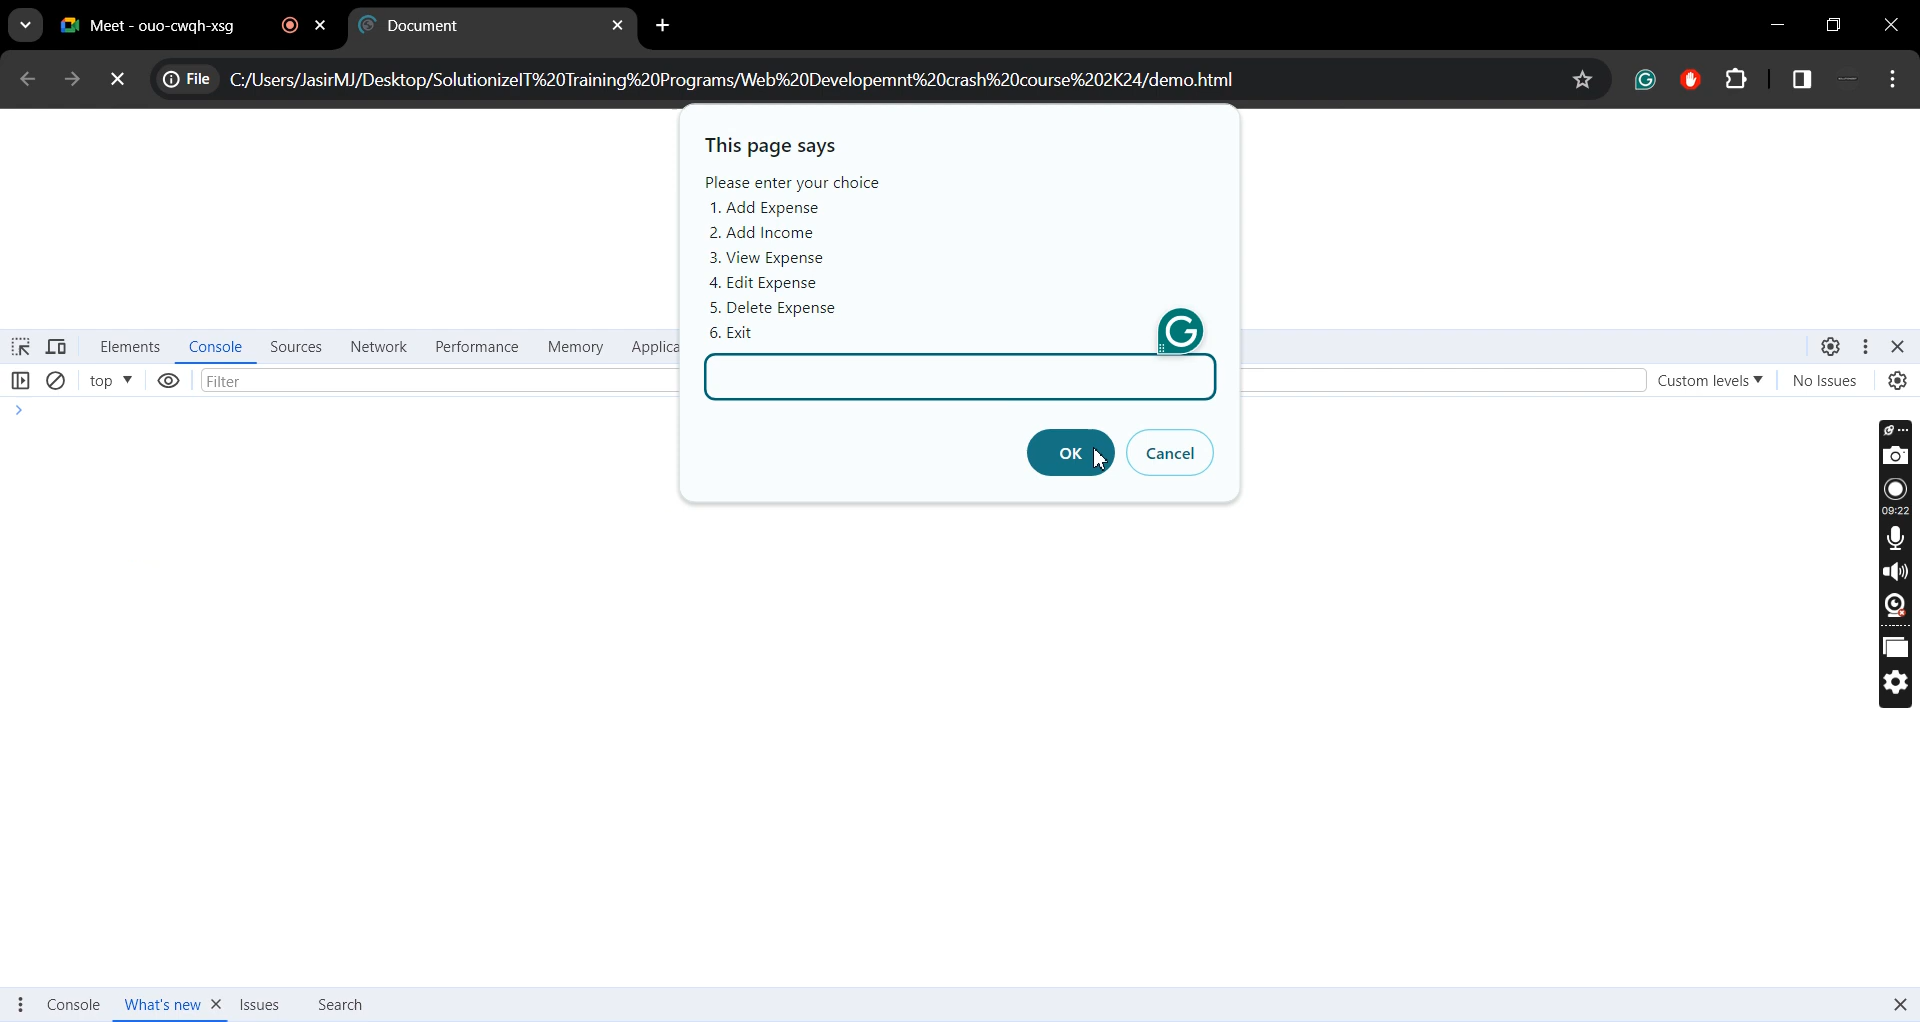 Meet - ouo-cwqh-xsg
Document
File
C:/Users/JasirMJ/Desktop/SolutionizeIT%20Training%20Programs/Web%20Developemnt%20crash%20course%202K24/demo.html
This page says
Please enter your choice
1. Add Expense
2. Add Income
3. View Expense
4. Edit Expense
5. Delete Expense
6. Exit
OK
Cancel
Elements
Console
Sources
Network
Performance
Memory
Applica
top
Filter
Custom levels
No Issues
09:22
Console
What's new
Issues
Search